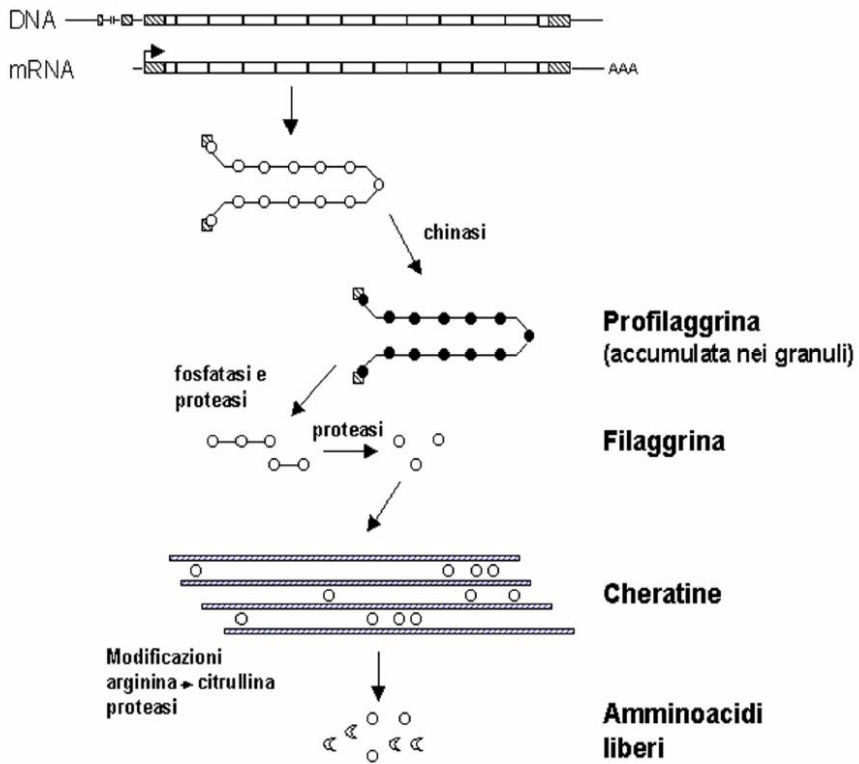 DNA
mRNA
AAA
chinasi
Profilaggrina
(accumulata nei granuli)
fosfatasi e
proteasi
proteasi
Filaggrina
Cheratine
Modificazioni
arginina → citrullina
proteasi
Amminoacidi
liberi